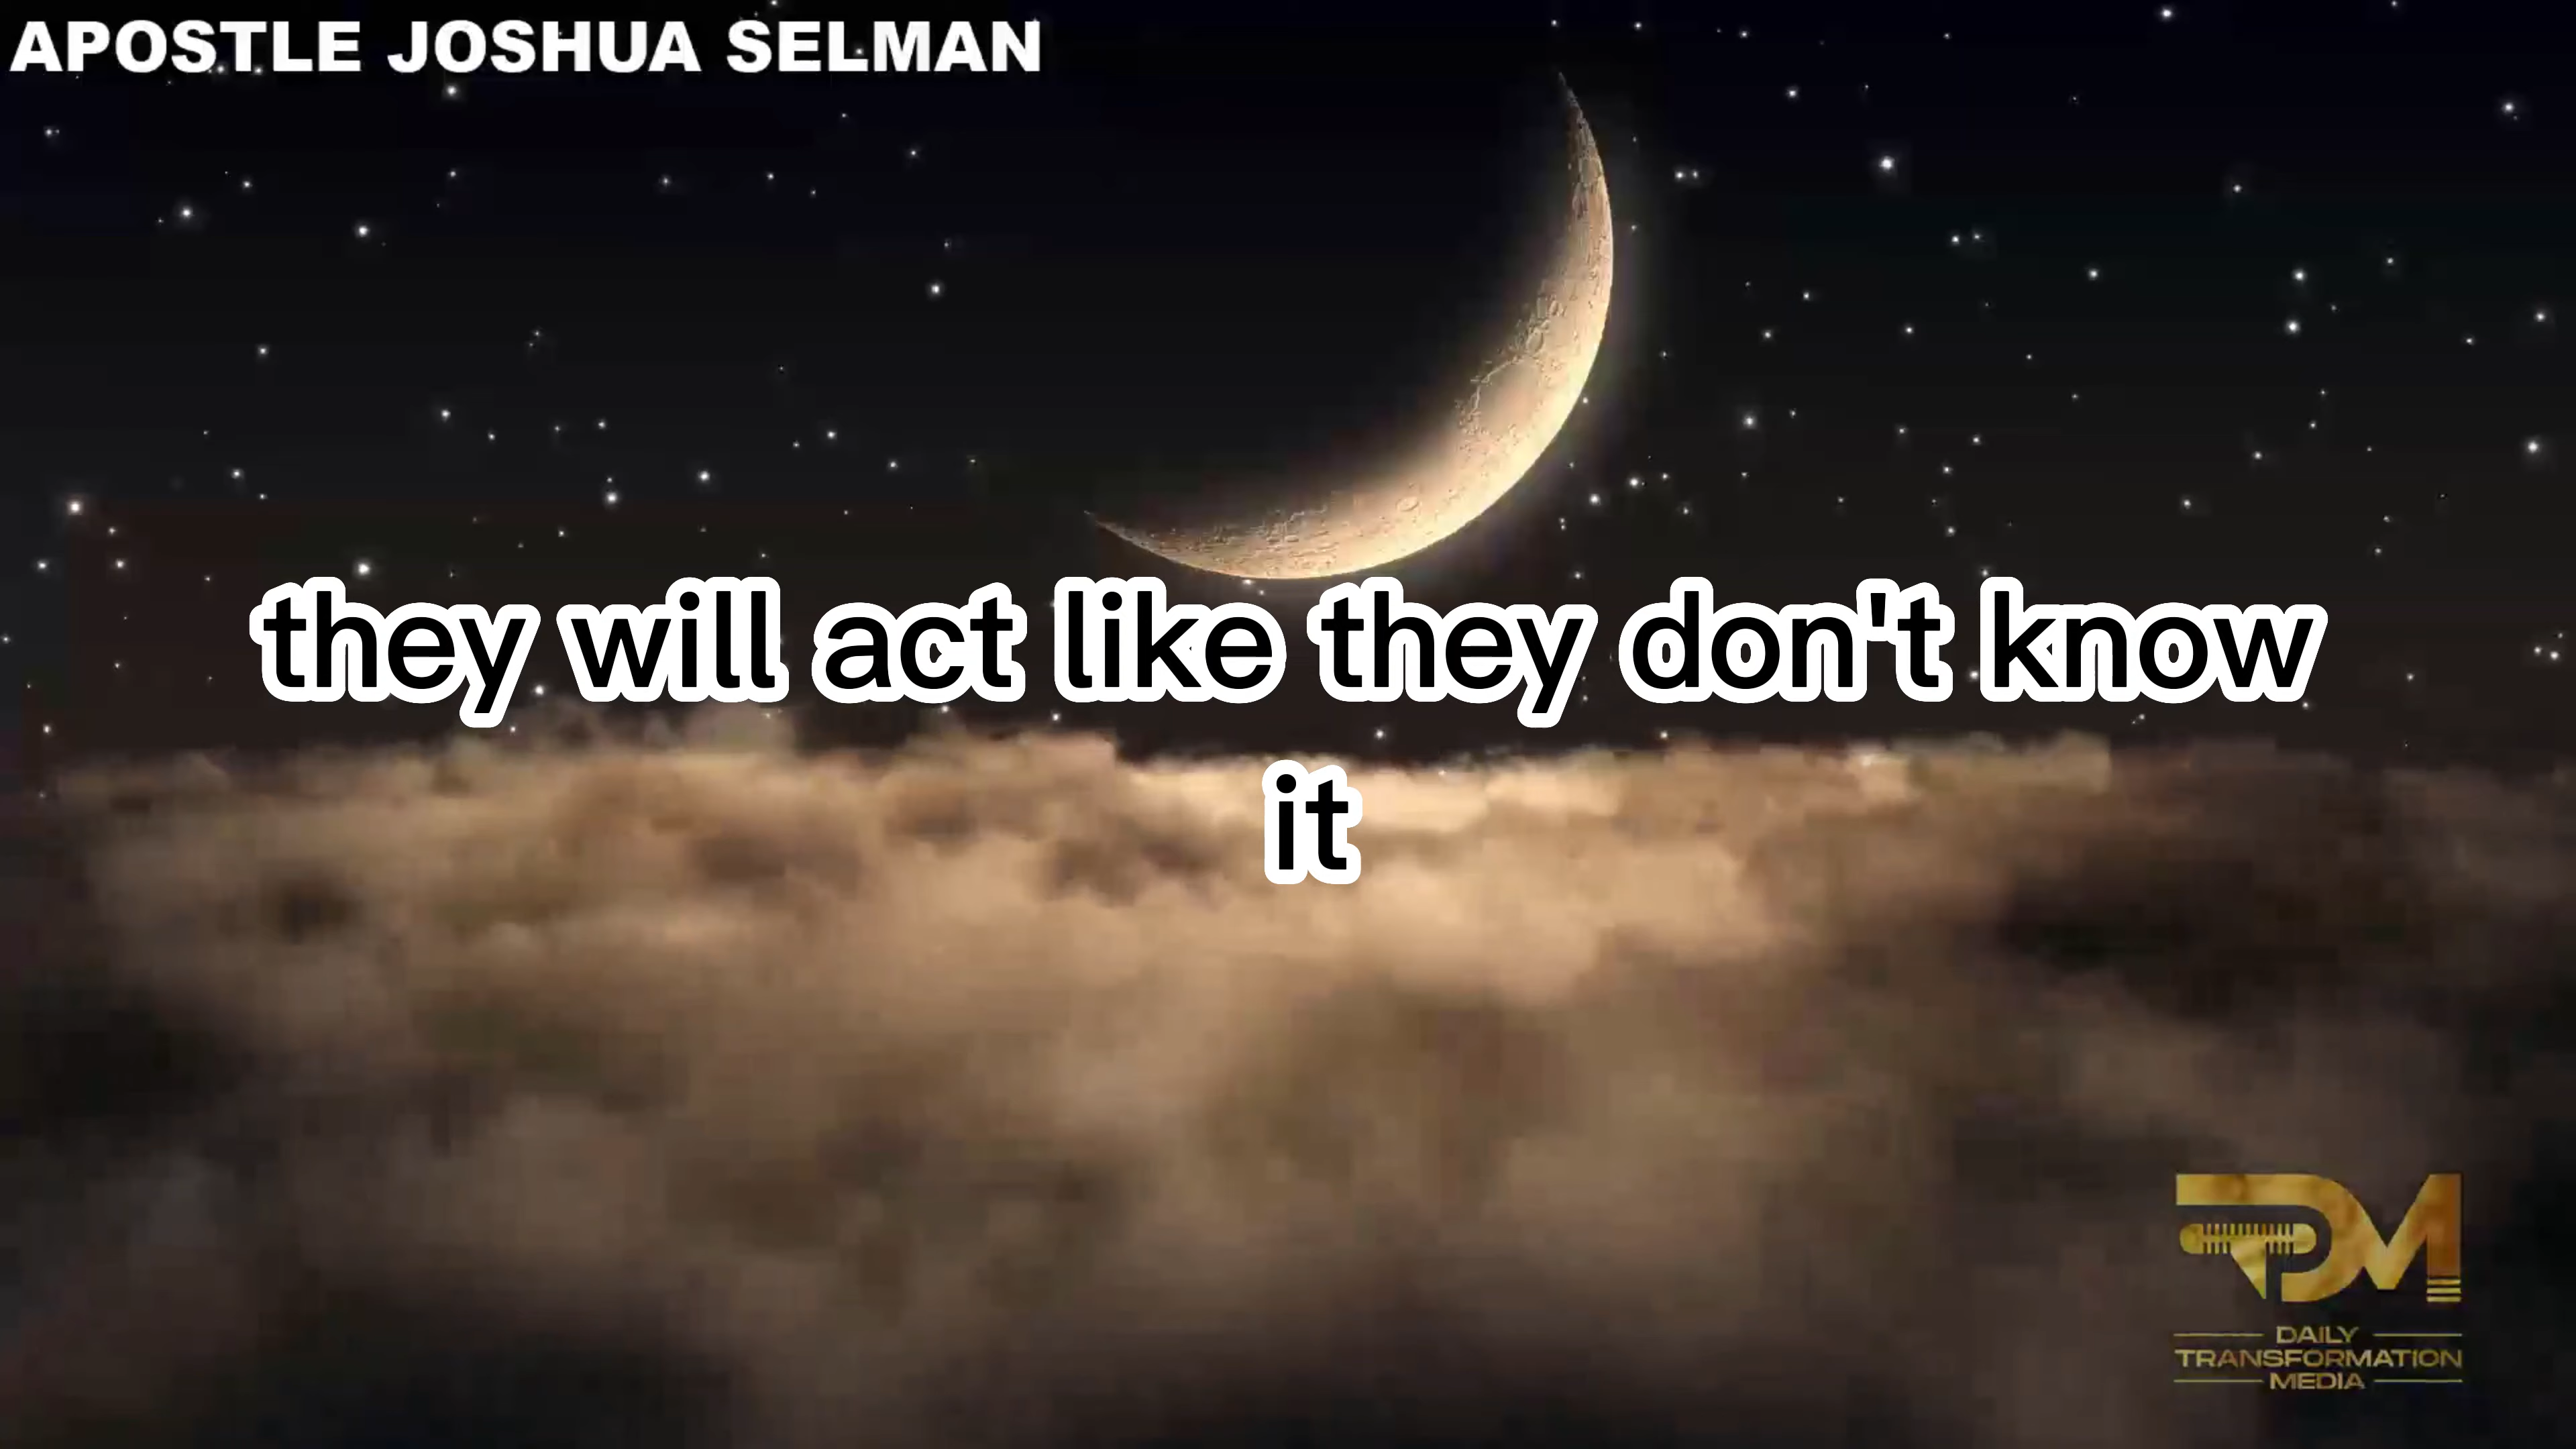 APOSTLE JOSHUA SELMAN
they will act like they don't know
it
DAILY
TRANSFORMATION
MEDIA